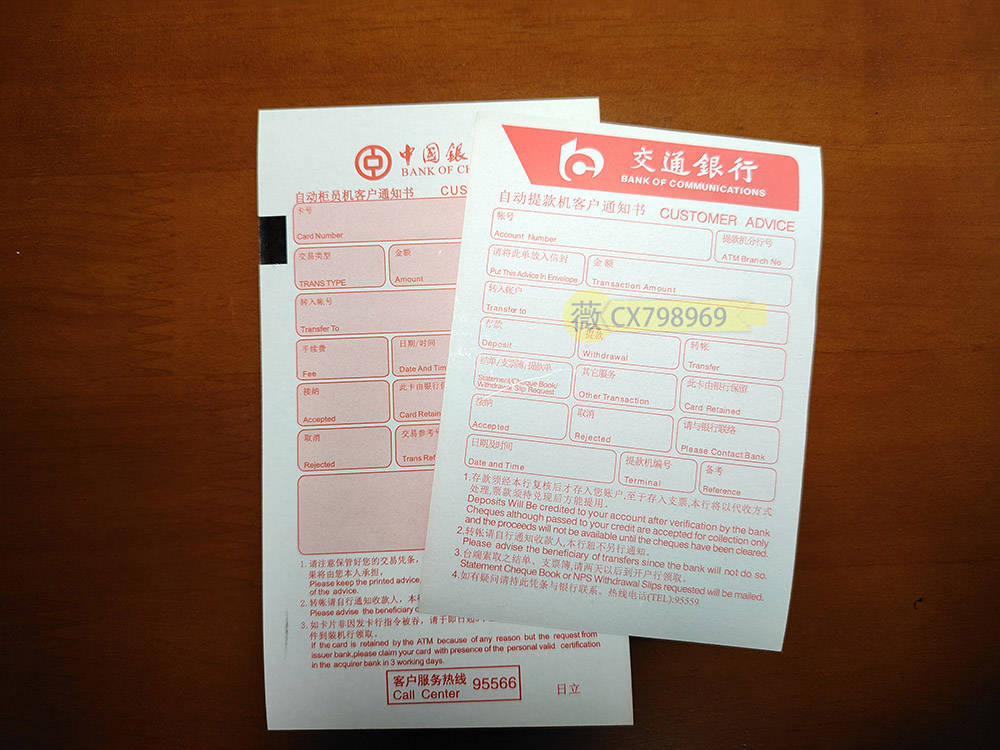 中国銀
BANK OF CH
自动柜员机客户通知书 CUS
卡号
Card Number
交易类型
TRANS TYPE
金额
Amount
转入帐号
Transfer To
手续费
Fee
日期/时间
Date And Tim
接纳
Accepted
此卡由银行
Card Retain
取消
Rejected
交易参考号
Trans Ref
1.请注意保管好您的交易凭条,
果将由您本人承担。
Please keep the printed advice,
of the advice.
2.转帐请自行通知收款人,本
Please advise the beneficiary
3.如卡片非因发卡行指令被吞,请于即日起
件到装机行领取。
If the card is retained by the ATM because of any reason but the request from
issuer bank,please claim your card with presence of the personal valid certification
in the acquirer bank in 3 working days.
客户服务热线 95566
Call Center
日立
交通銀行
BANK OF COMMUNICATIONS
自动提款机客户通知书 CUSTOMER ADVICE
帐号
Account Number
提款机分行号
ATM Branch No
请将此单放入信封
Put This Advice In Envelope
金额
Transaction Amount
转入账户
Transfer to
薇 CX798969
存款
Deposit
提款
Withdrawal
转帐
Transfer
结单/支票簿/提款单
Statement/Cheque Book/
Withdrawal Slip Request
其它服务
Other Transaction
此卡由银行保留
Card Retained
接纳
Accepted
取消
Rejected
请与银行联络
Please Contact Bank
日期及时间
Date and Time
提款机编号
Terminal
备考
Reference
1.存款须经本行复核后才存入您账户,至于存入支票,本行将以代收方式
处理,票款须待兑现后方能提用。
Deposits Will Be credited to your account after verification by the bank
Cheques although passed to your credit are accepted for collection only
and the proceeds will not be available until the cheques have been cleared.
2.转帐请自行通知收款人,本行恕不另行通知。
Please advise the beneficiary of transfers since the bank will not do so.
3.台端索取之结单、支票簿,请两天以后到开户行领取。
Statement Cheque Book or NPS Withdrawal Slips requested will be mailed.
4.如有疑问请持此凭条与银行联系。热线电话(TEL):95559